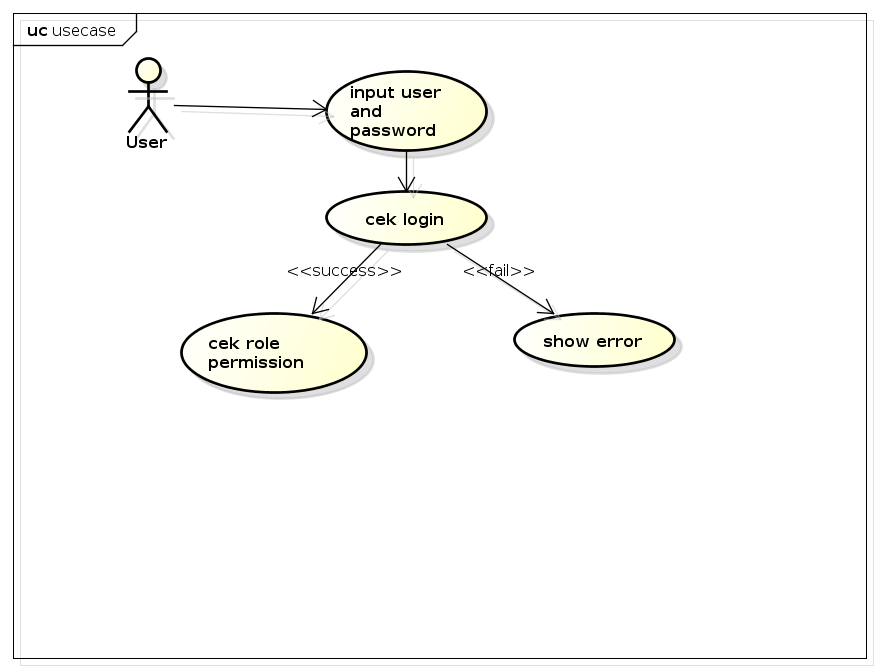 uc usecase
User
input user
and
password
cek login
<<success>>
<<fail>>
cek role
permission
show error